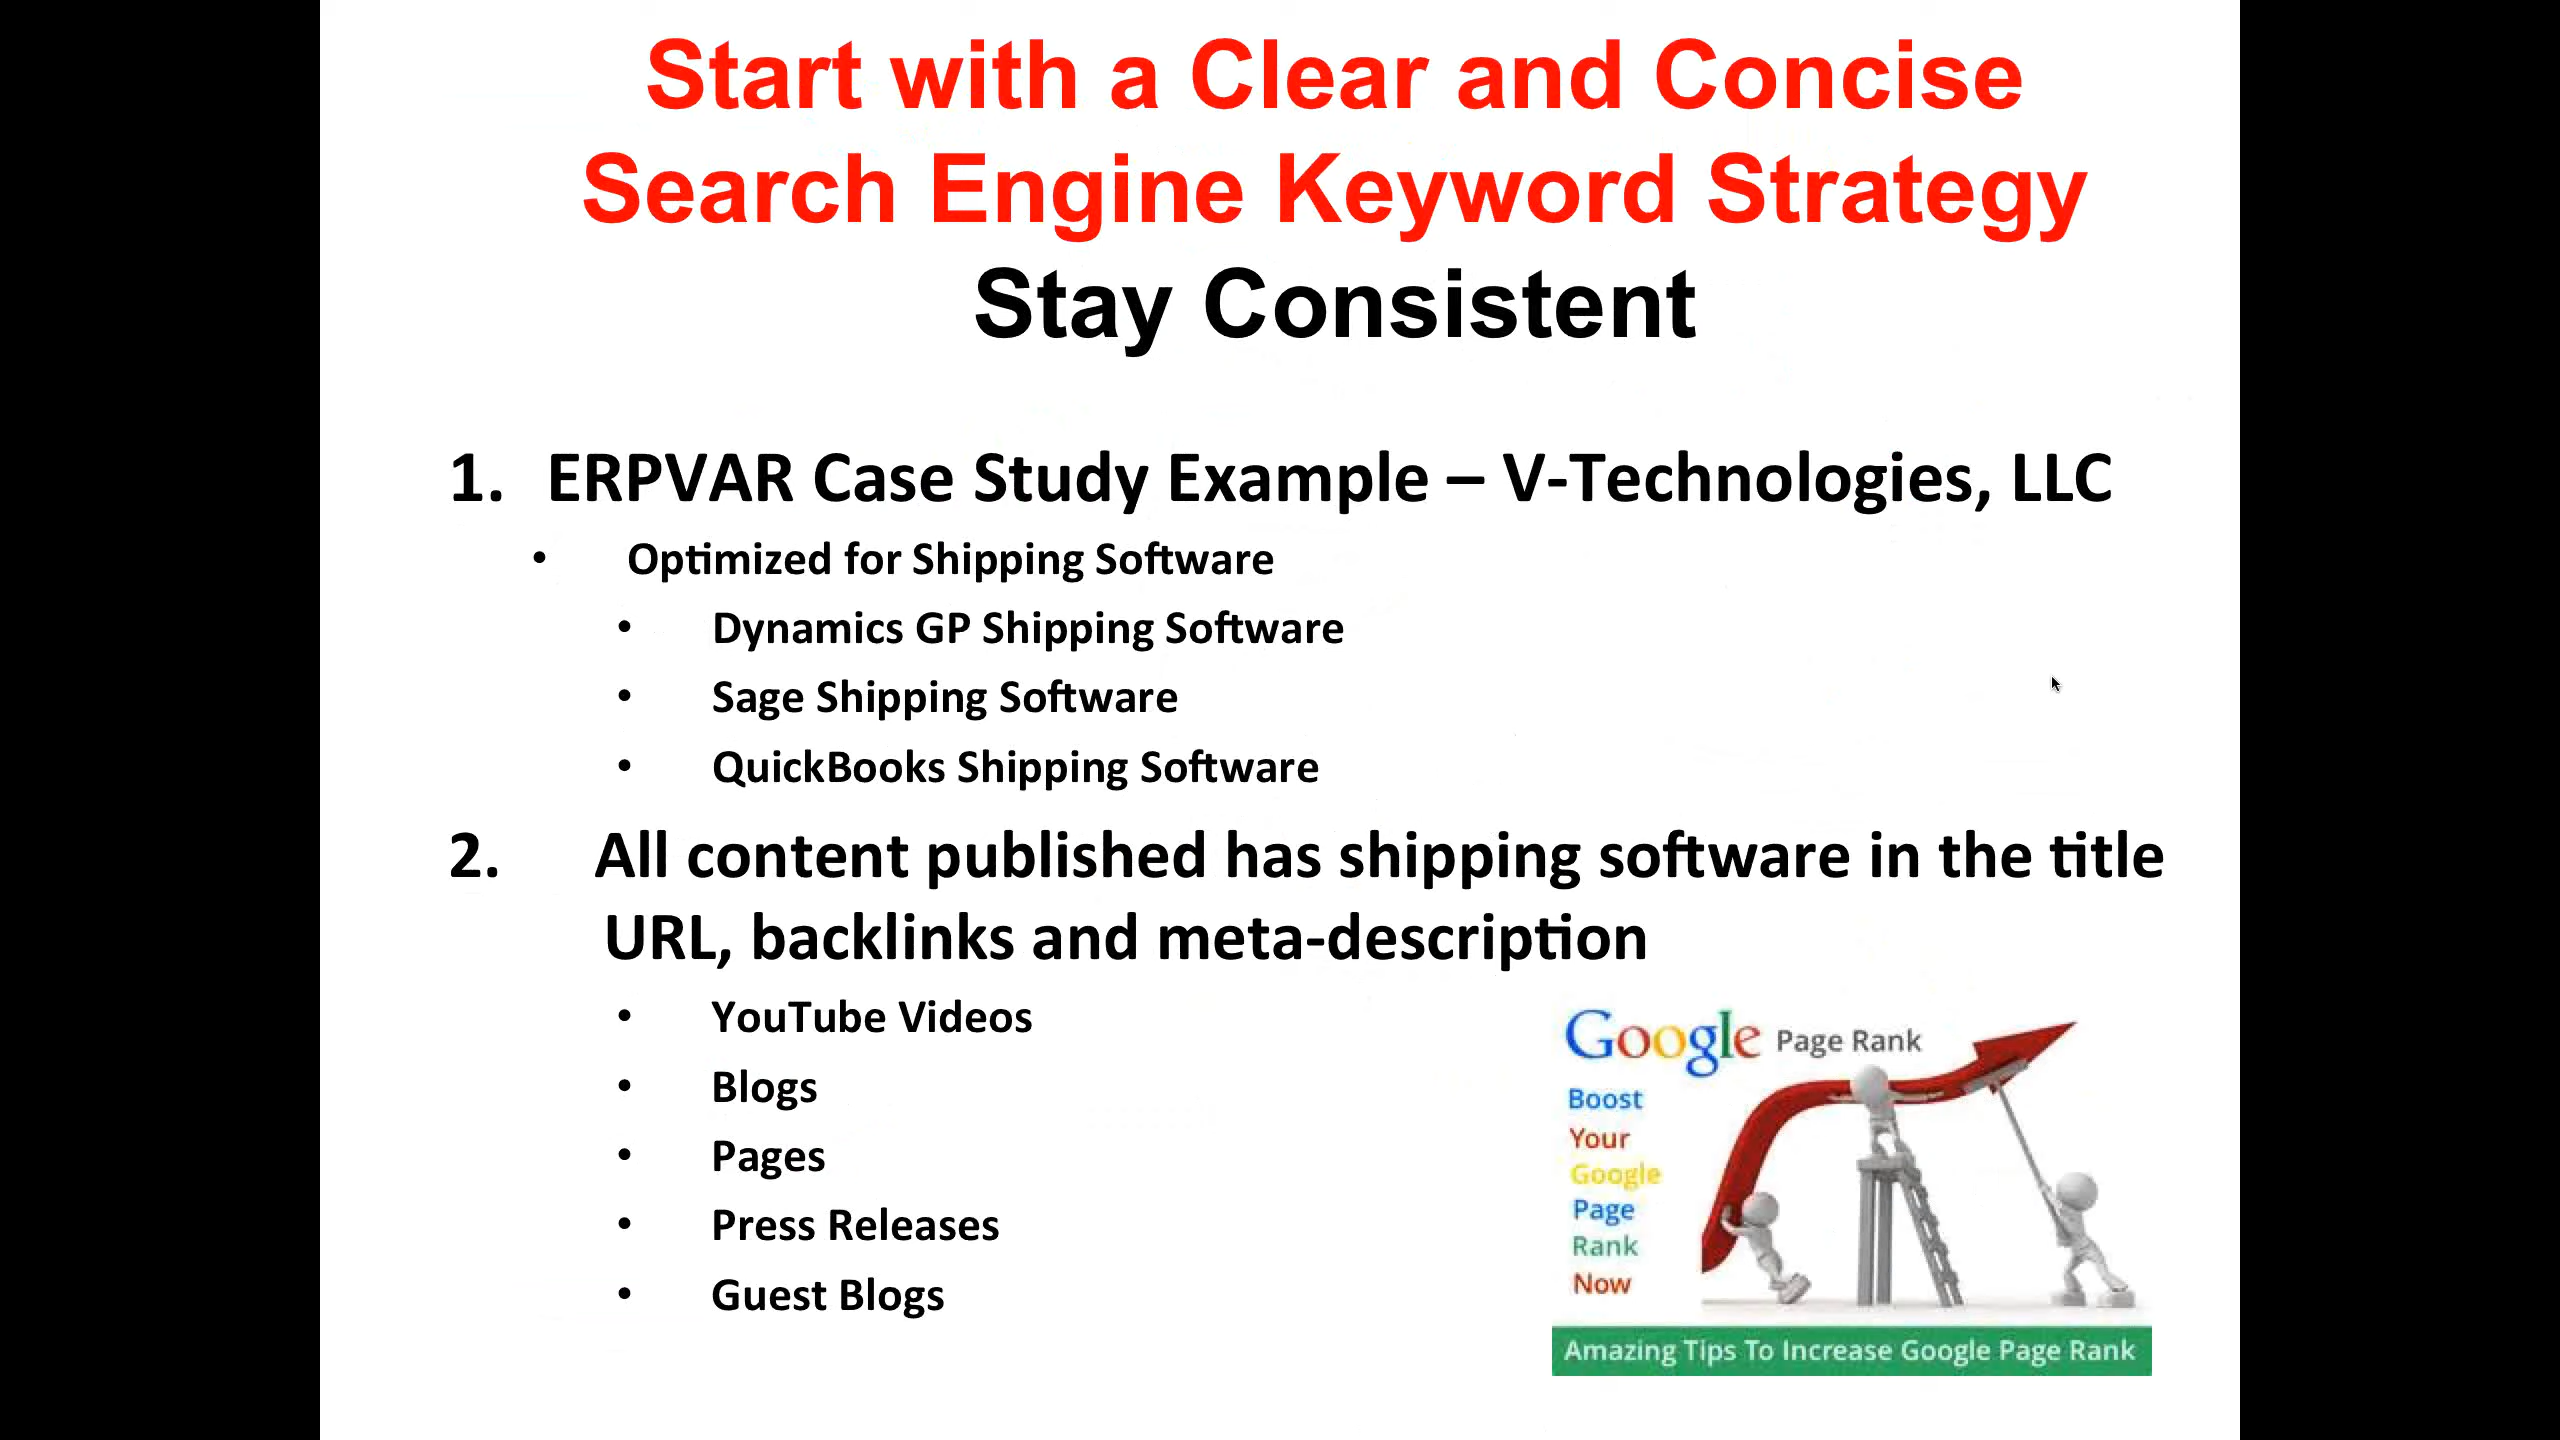 Start with a Clear and Concise
Search Engine Keyword Strategy
Stay Consistent
1. ERPVAR Case Study Example – V-Technologies, LLC
• Optimized for Shipping Software
• Dynamics GP Shipping Software
• Sage Shipping Software
• QuickBooks Shipping Software
2. All content published has shipping software in the title
URL, backlinks and meta-description
• YouTube Videos
• Blogs
• Pages
• Press Releases
• Guest Blogs
Google Page Rank
Boost
Your
Google
Page
Rank
Now
Amazing Tips To Increase Google Page Rank